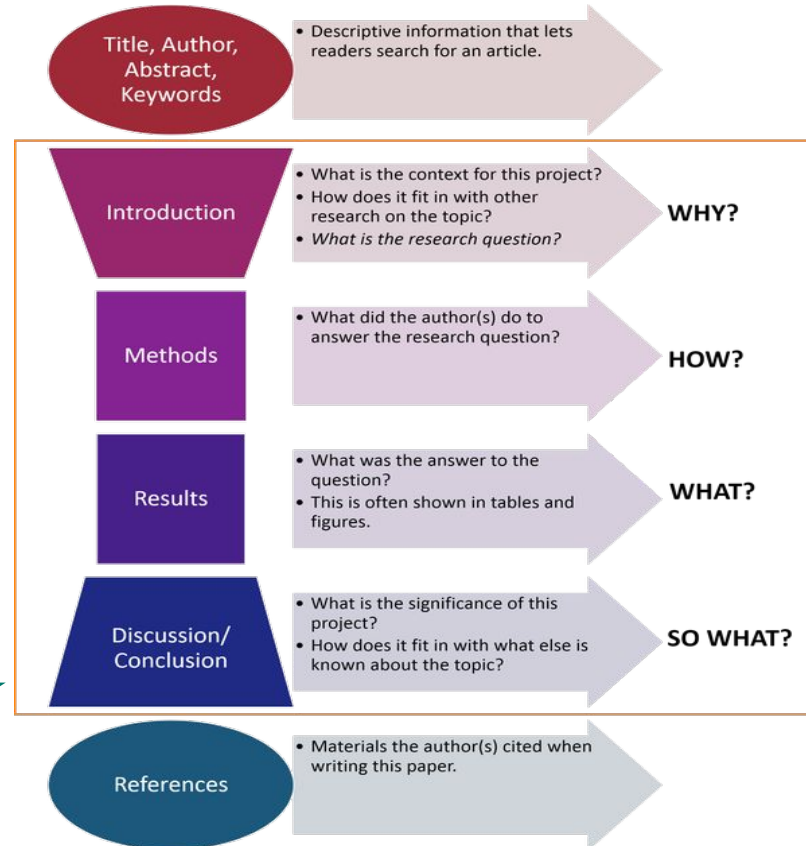 Title, Author,
Abstract,
Keywords
• Descriptive information that lets
readers search for an article.
Introduction
• What is the context for this project?
• How does it fit in with other
research on the topic?
• What is the research question?
WHY?
Methods
• What did the author(s) do to
answer the research question?
HOW?
Results
• What was the answer to the
question?
• This is often shown in tables and
figures.
WHAT?
Discussion/
Conclusion
• What is the significance of this
project?
• How does it fit in with what else is
known about the topic?
SO WHAT?
References
• Materials the author(s) cited when
writing this paper.